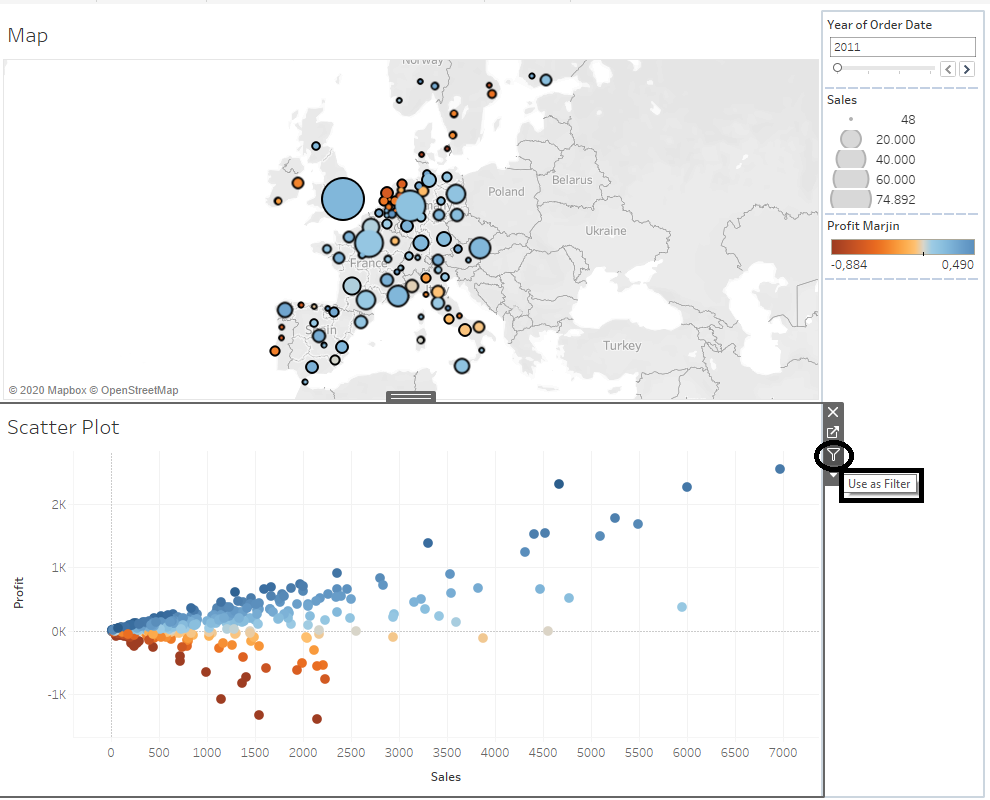 Map
Year of Order Date
2011
Norway
Sales
48
20.000
40.000
60.000
74.892
Profit Marjin
-0,884 0,490
Poland
Belarus
Ukraine
France
Spain
Turkey
© 2020 Mapbox © OpenStreetMap
Scatter Plot
Use as Filter
Profit
2K
1K
0K
-1K
0 500 1000 1500 2000 2500 3000 3500 4000 4500 5000 5500 6000 6500 7000
Sales